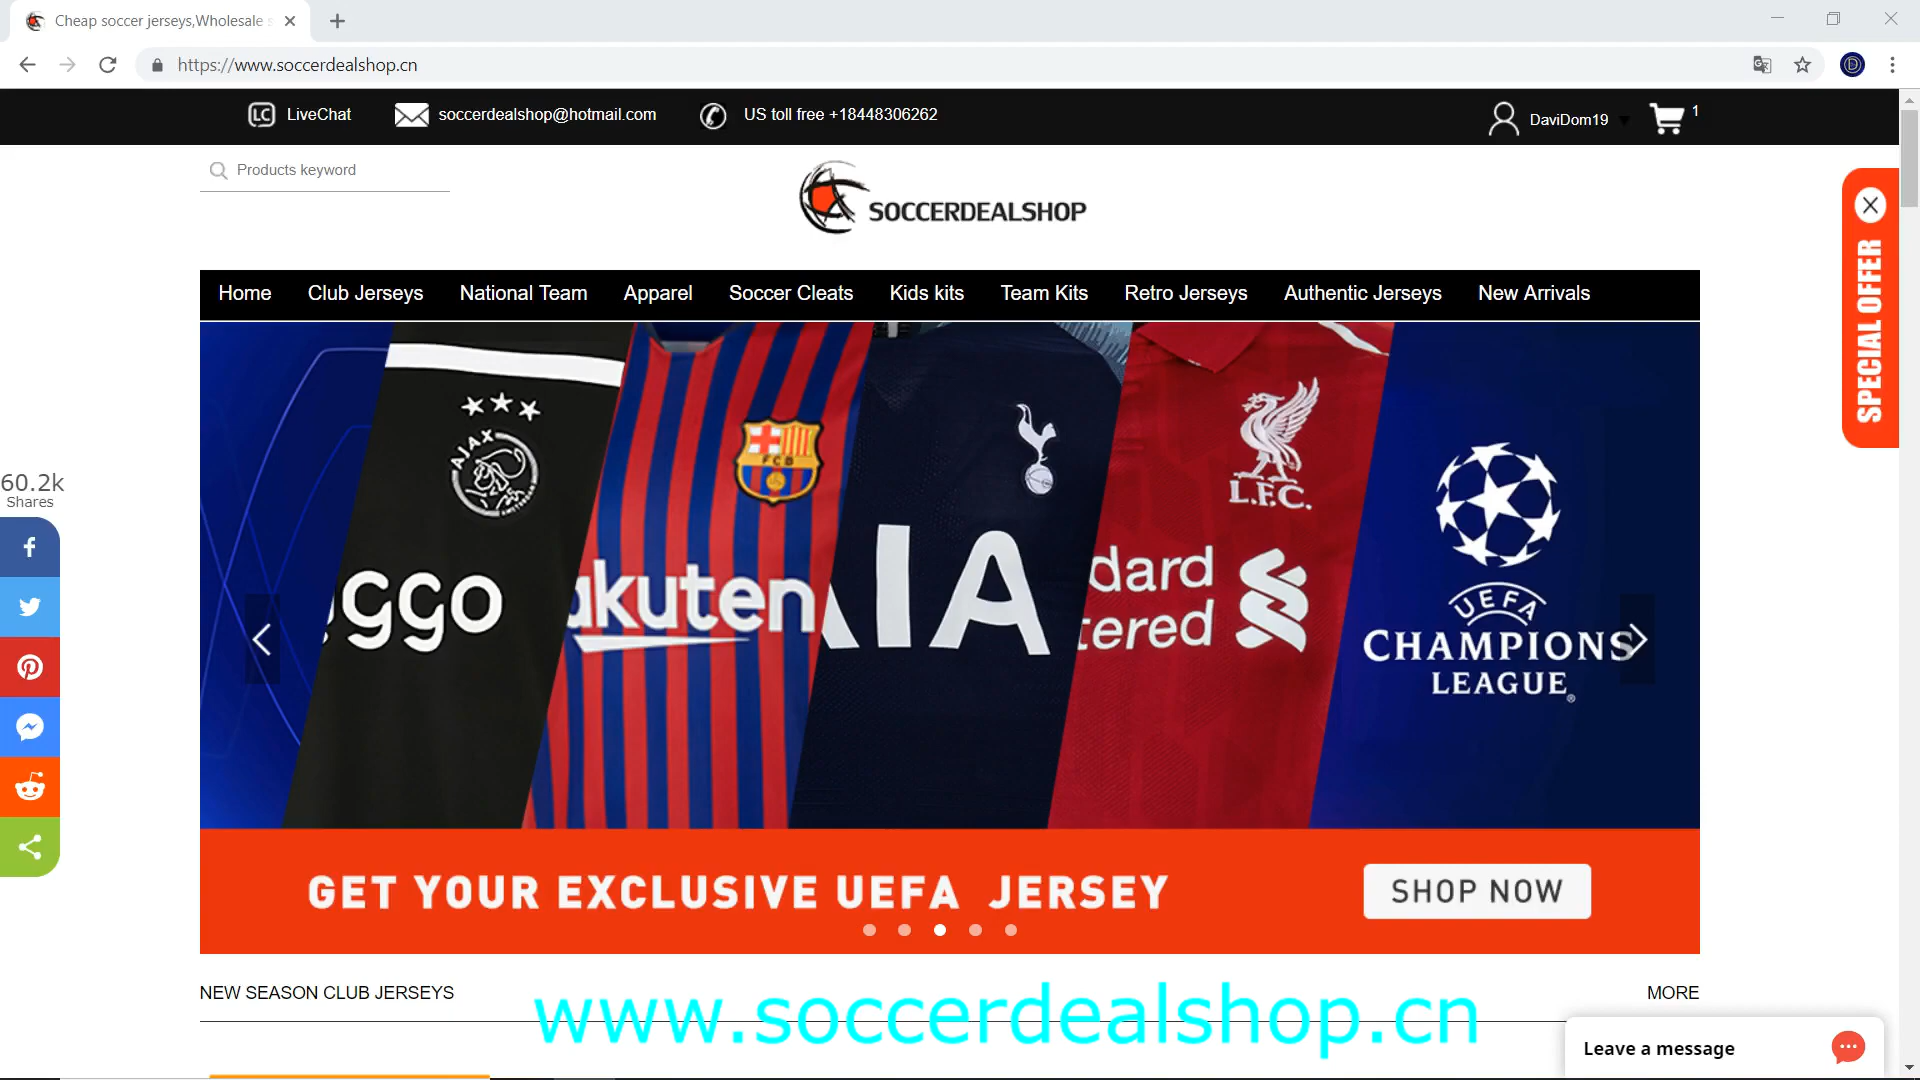 Cheap soccer jerseys,Wholesale s
https://www.soccerdealshop.cn
LC
LiveChat
soccerdealshop@hotmail.com
US toll free +18448306262
DaviDom19
1
Products keyword
SOCCERDEALSHOP
SPECIAL OFFER
Home
Club Jerseys
National Team
Apparel
Soccer Cleats
Kids kits
Team Kits
Retro Jerseys
Authentic Jerseys
New Arrivals
AJAX
FCB
L.F.C.
ggo
akuten
IA
dard
tered
UEFA
CHAMPIONS
LEAGUE®
60.2k
Shares
GET YOUR EXCLUSIVE UEFA JERSEY
SHOP NOW
NEW SEASON CLUB JERSEYS
MORE
www.soccerdealshop.cn
Leave a message